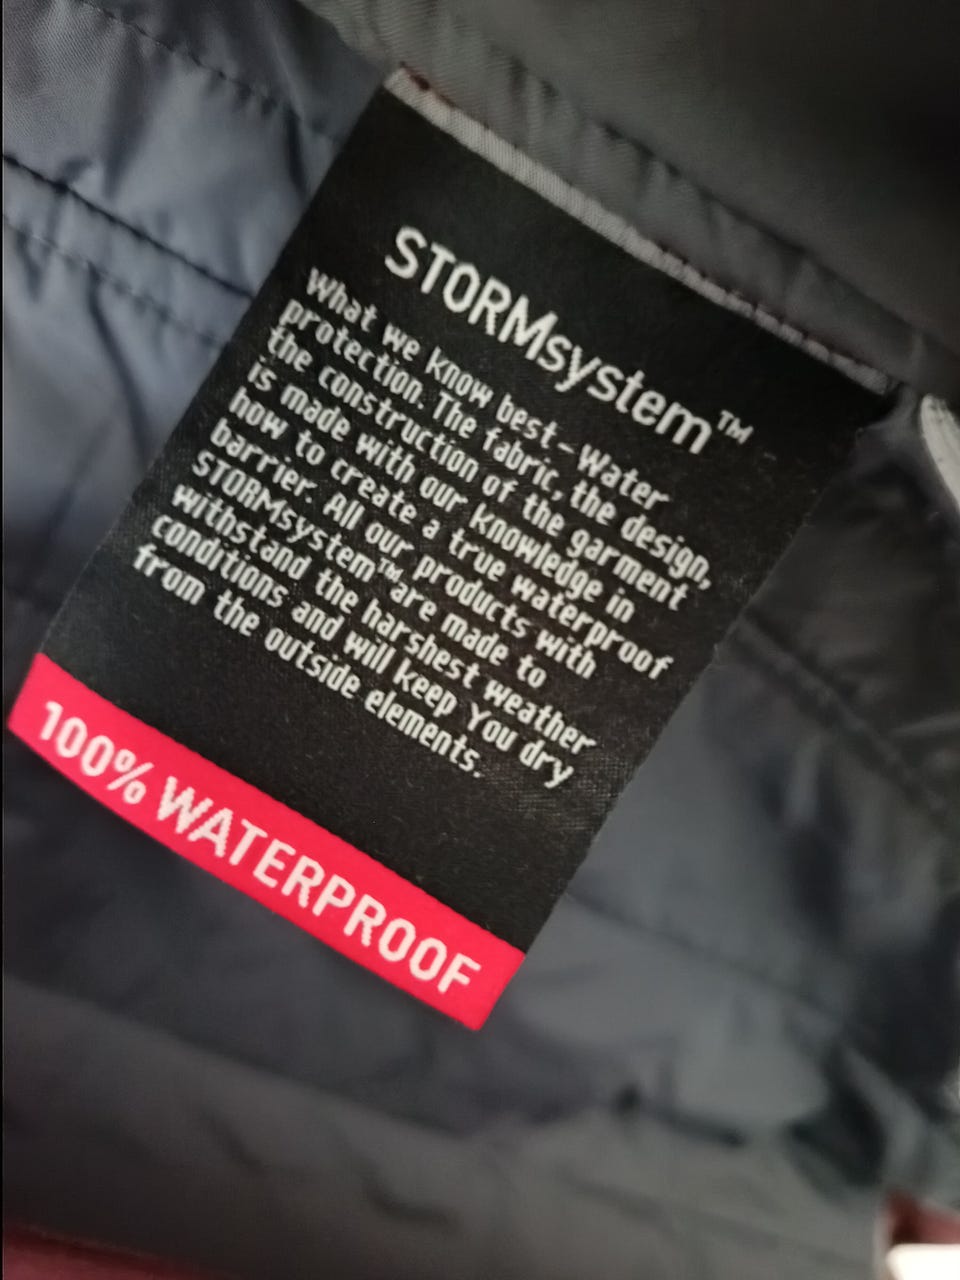 STORMsystem™
What we know best–Water
protection. The fabric, the design,
the construction of the garment
is made with our knowledge in
how to create a true waterproof
barrier. All our products with
STORMsystem™ are made to
withstand the harshest weather
conditions and will keep You dry
from the outside elements.
100% WATERPROOF